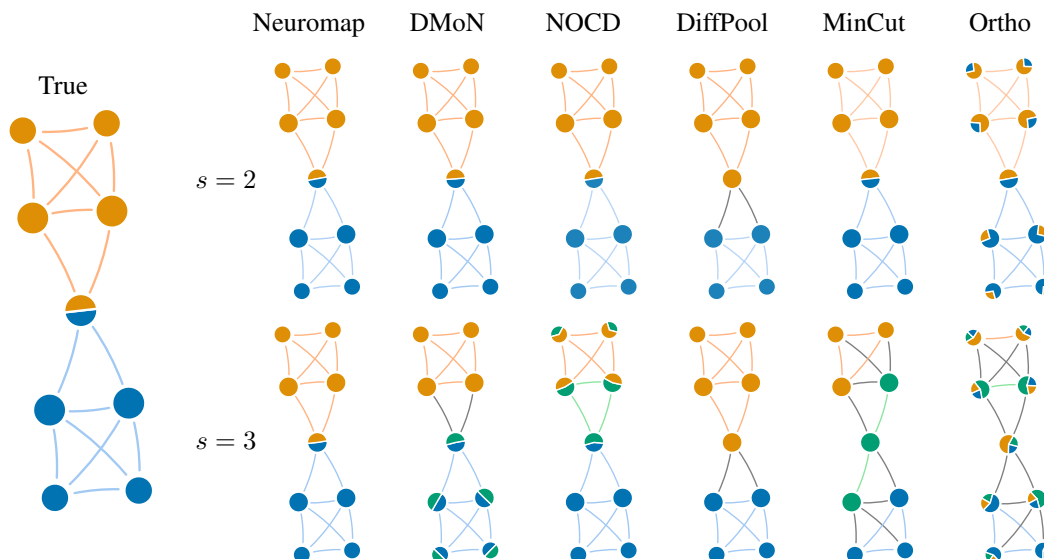 Neuromap DMoN NOCD DiffPool MinCut Ortho
True
s = 2
s = 3